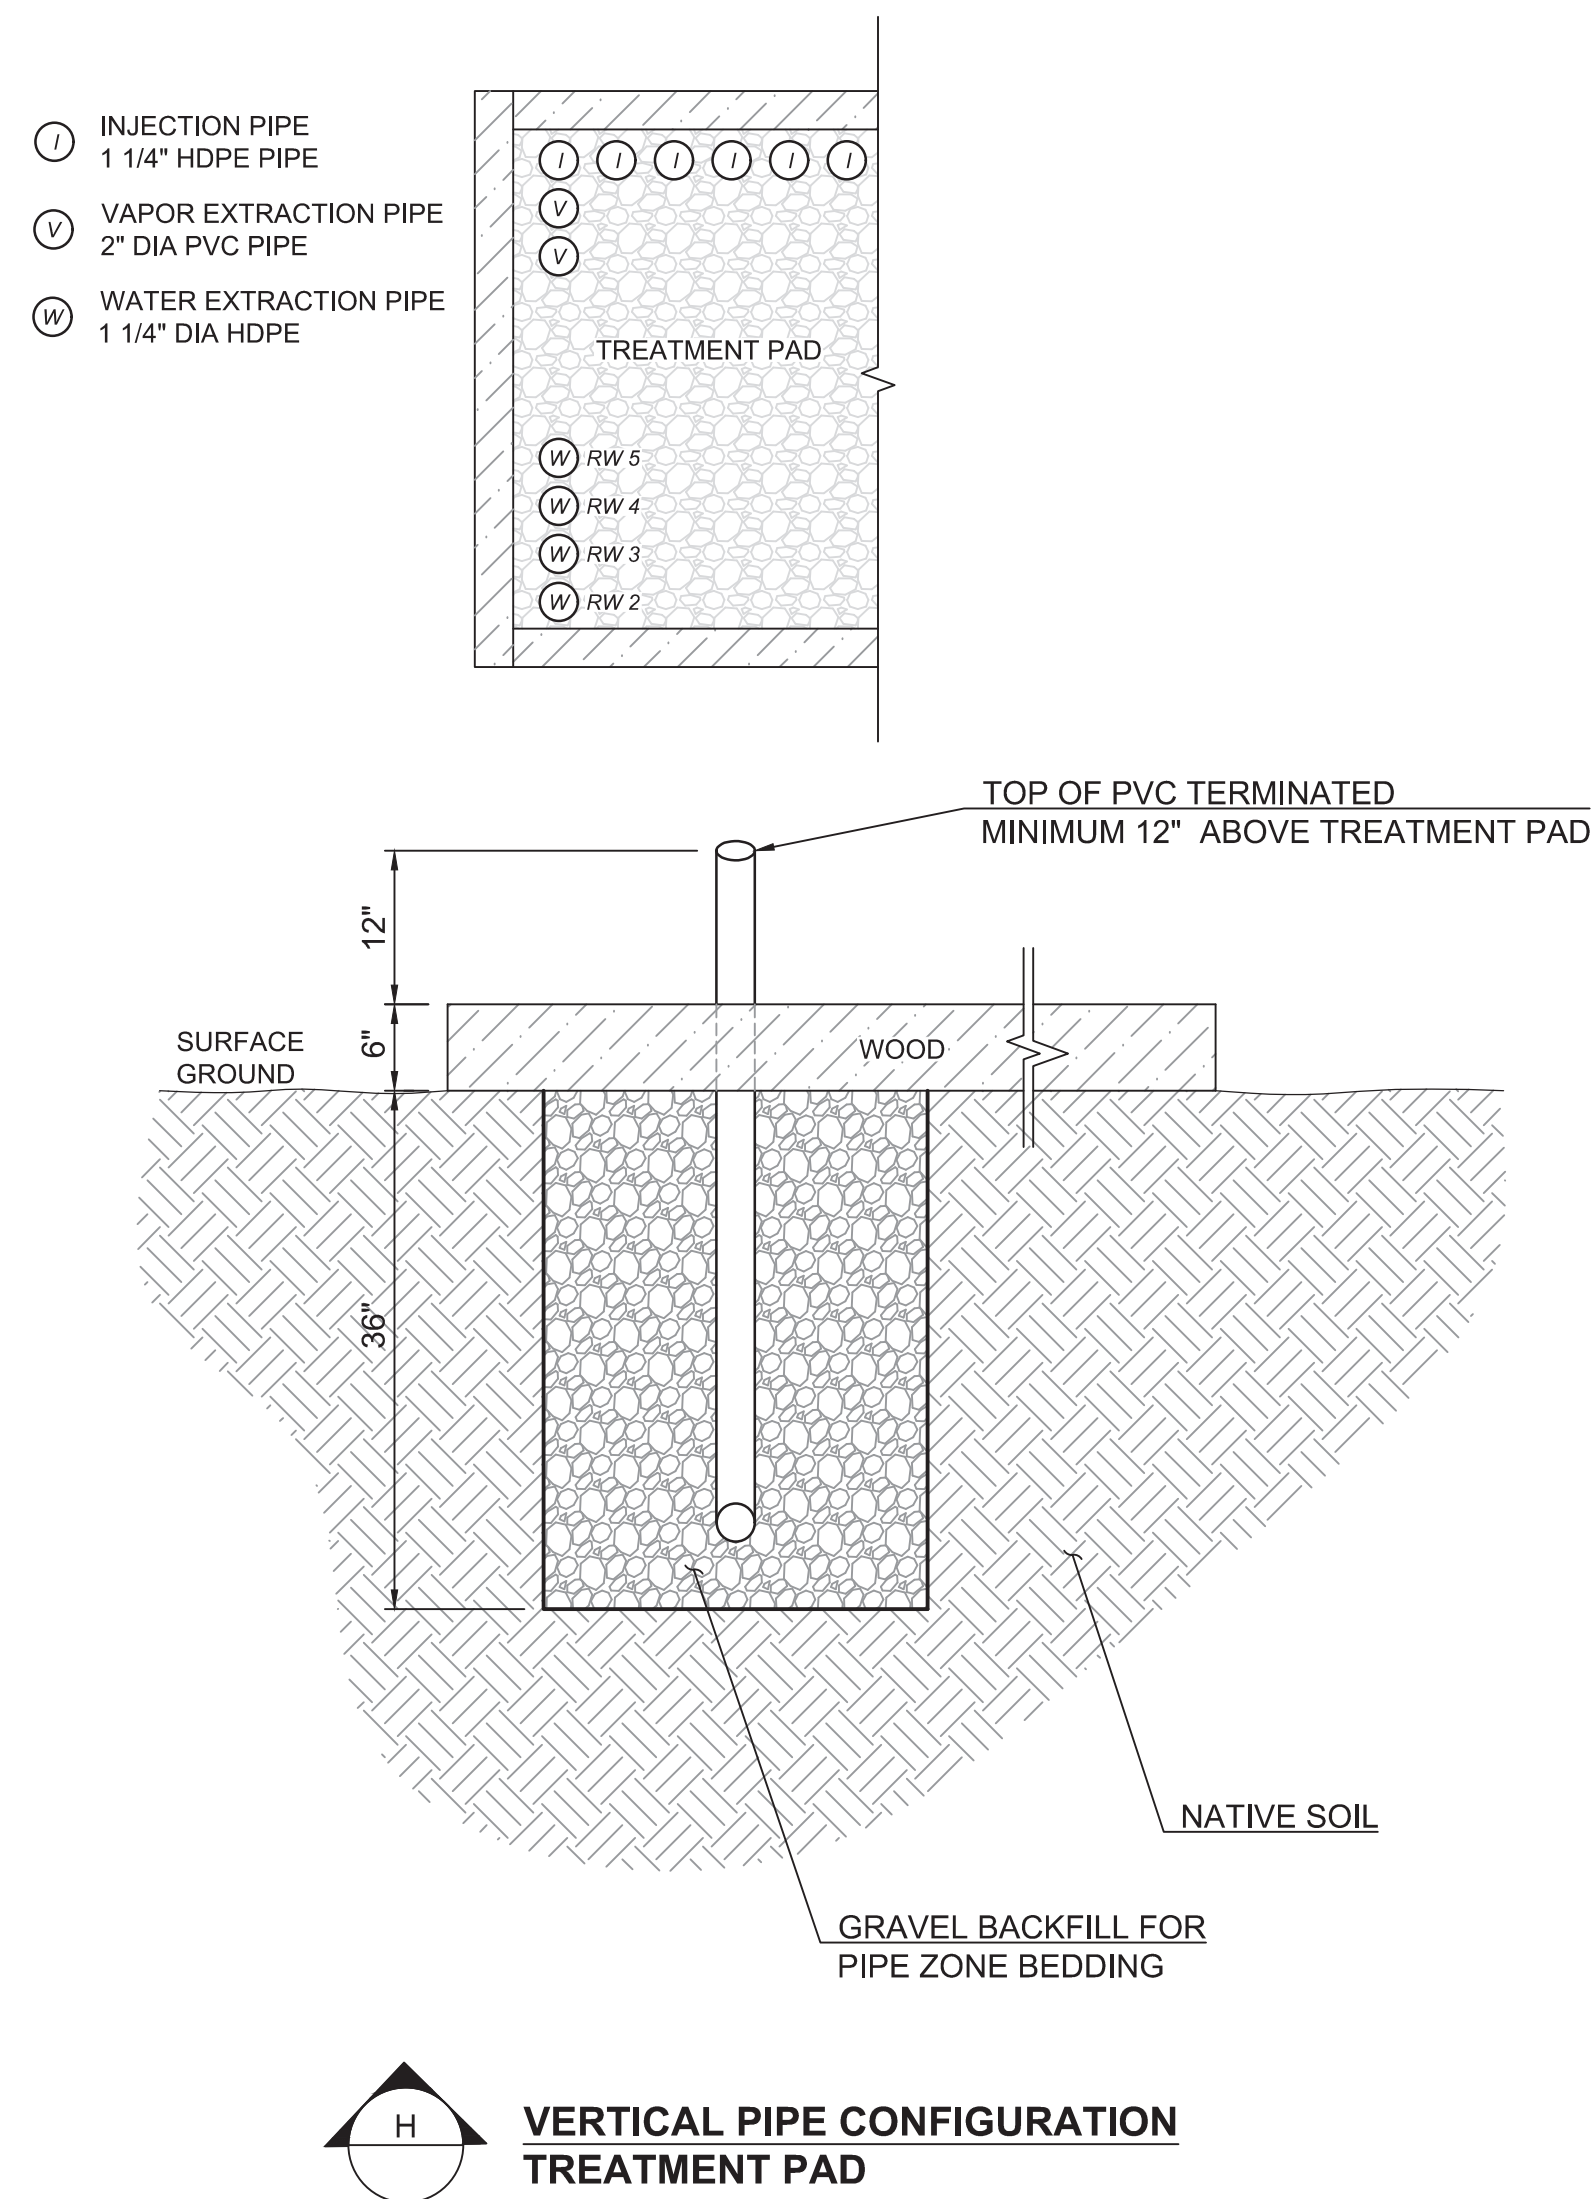 I
INJECTION PIPE
1 1/4" HDPE PIPE
V
VAPOR EXTRACTION PIPE
2" DIA PVC PIPE
W
WATER EXTRACTION PIPE
1 1/4" DIA HDPE
I I I I I I
V
V
TREATMENT PAD
W RW 5
W RW 4
W RW 3
W RW 2
TOP OF PVC TERMINATED
MINIMUM 12" ABOVE TREATMENT PAD
12"
6"
SURFACE
GROUND
WOOD
36"
NATIVE SOIL
GRAVEL BACKFILL FOR
PIPE ZONE BEDDING
H
VERTICAL PIPE CONFIGURATION
TREATMENT PAD